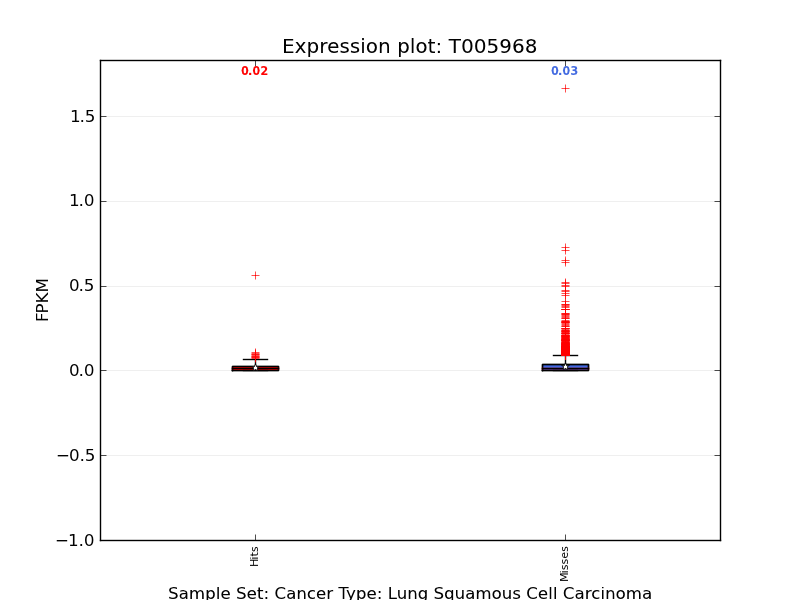 Expression plot: T005968
0.02
0.03
1.5
1.0
0.5
0.0
−0.5
−1.0
FPKM
Hits
Misses
Sample Set: Cancer Type: Lung Squamous Cell Carcinoma